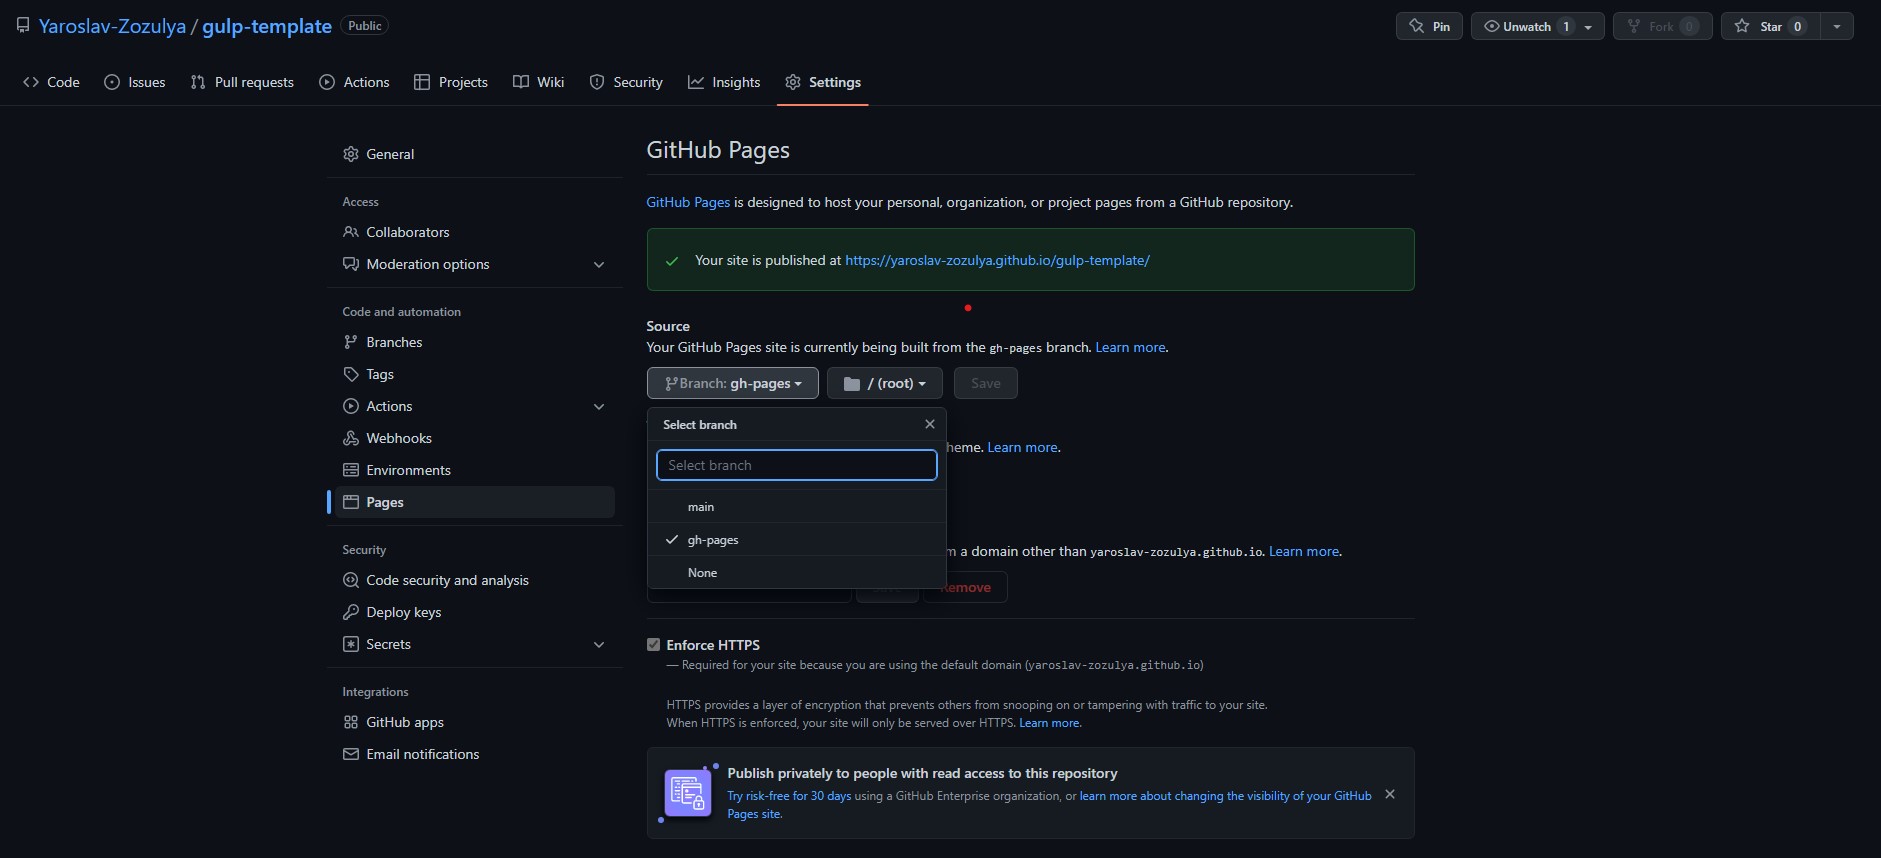 Yaroslav-Zozulya / gulp-template Public
Pin
Unwatch 1
Fork 0
Star 0
Code
Issues
Pull requests
Actions
Projects
Wiki
Security
Insights
Settings
General
Access
Collaborators
Moderation options
Code and automation
Branches
Tags
Actions
Webhooks
Environments
Pages
Security
Code security and analysis
Deploy keys
Secrets
Integrations
GitHub apps
Email notifications
GitHub Pages
GitHub Pages is designed to host your personal, organization, or project pages from a GitHub repository.
Your site is published at https://yaroslav-zozulya.github.io/gulp-template/
Source
Your GitHub Pages site is currently being built from the gh-pages branch. Learn more.
Branch: gh-pages
/ (root)
Save
Select branch
Select branch
main
gh-pages
None
heme. Learn more.
m a domain other than yaroslav-zozulya.github.io. Learn more.
Remove
Enforce HTTPS
— Required for your site because you are using the default domain (yaroslav-zozulya.github.io)
HTTPS provides a layer of encryption that prevents others from snooping on or tampering with traffic to your site.
When HTTPS is enforced, your site will only be served over HTTPS. Learn more.
Publish privately to people with read access to this repository
Try risk-free for 30 days using a GitHub Enterprise organization, or learn more about changing the visibility of your GitHub
Pages site.